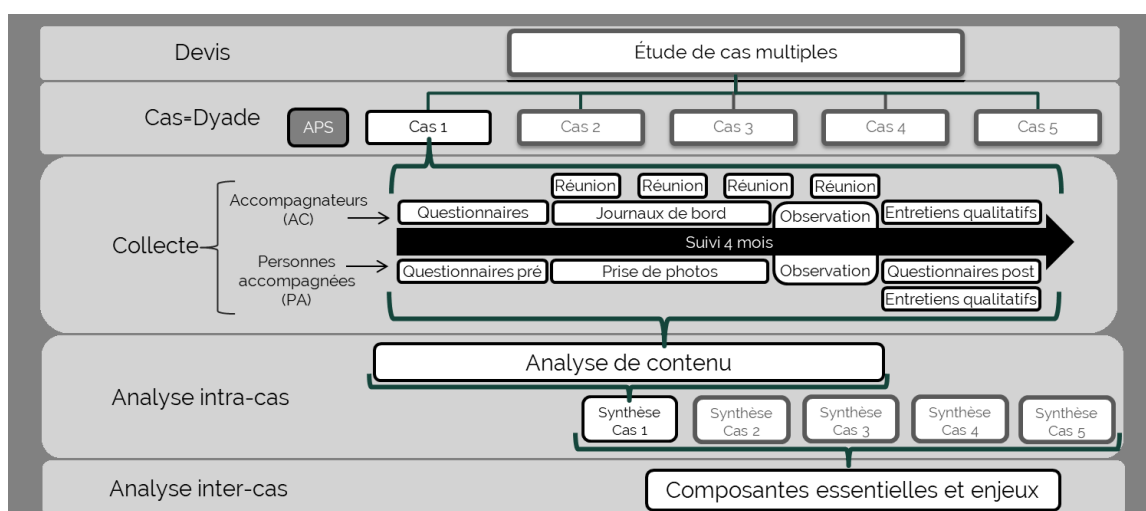 Devis
Étude de cas multiples
Cas=Dyade
APS
Cas 1
Cas 2
Cas 3
Cas 4
Cas 5
Collecte
Accompagnateurs
(AC)
Réunion
Réunion
Réunion
Réunion
Questionnaires
Journaux de bord
Observation
Entretiens qualitatifs
Suivi 4 mois
Personnes
accompagnées
(PA)
Questionnaires pré
Prise de photos
Observation
Questionnaires post
Entretiens qualitatifs
Analyse intra-cas
Analyse de contenu
Synthèse
Cas 1
Synthèse
Cas 2
Synthèse
Cas 3
Synthèse
Cas 4
Synthèse
Cas 5
Analyse inter-cas
Composantes essentielles et enjeux